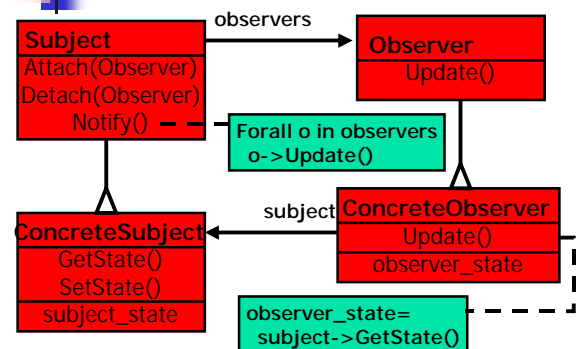 observers
Subject
Attach(Observer)
Detach(Observer)
Notify()
Observer
Update()
Forall o in observers
o->Update()
subject
ConcreteSubject
GetState()
SetState()
subject_state
ConcreteObserver
Update()
observer_state
observer_state=
subject->GetState()